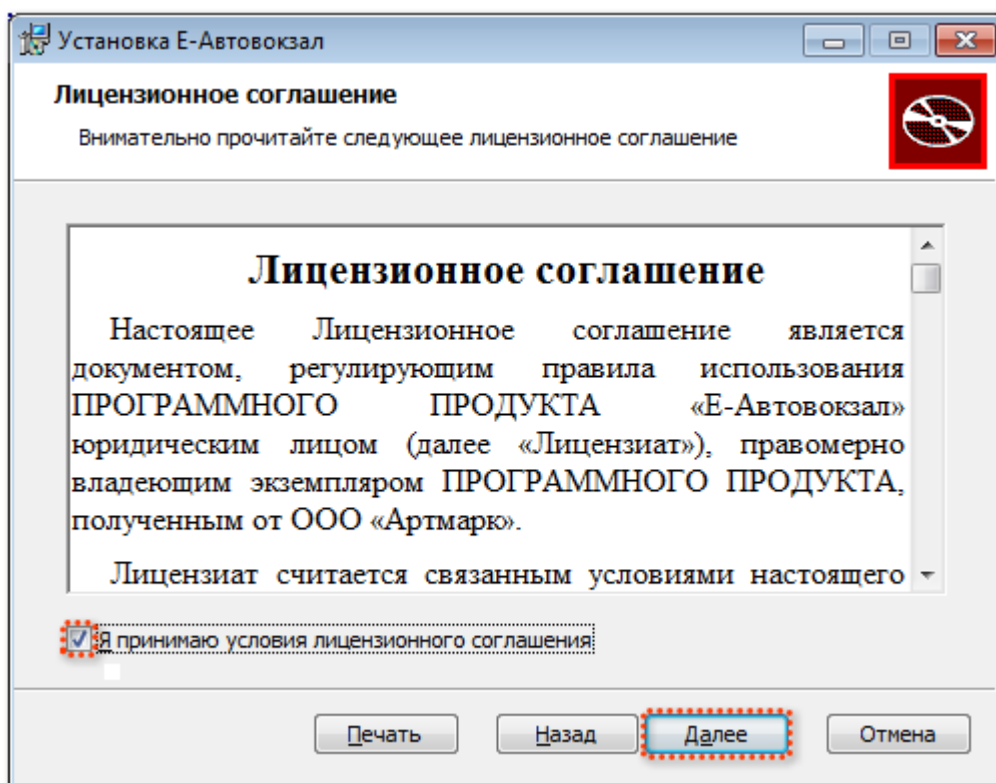 Установка Е-Автовокзал
Лицензионное соглашение
Внимательно прочитайте следующее лицензионное соглашение
Лицензионное соглашение
Настоящее Лицензионное соглашение является
документом, регулирующим правила использования
ПРОГРАММНОГО ПРОДУКТА «Е-Автовокзал»
юридическим лицом (далее «Лицензиат»), правомерно
владеющим экземпляром ПРОГРАММНОГО ПРОДУКТА,
полученным от ООО «Артмарк».
Лицензиат считается связанным условиями настоящего
Я принимаю условия лицензионного соглашения
Печать Назад Далее Отмена